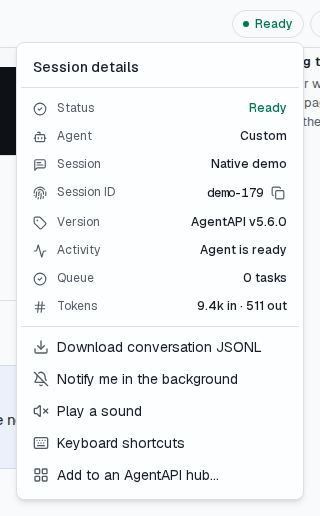 Ready
Session details
Status Ready
Agent Custom
Session Native demo
Session ID demo-179
Version AgentAPI v5.6.0
Activity Agent is ready
Queue 0 tasks
Tokens 9.4k in · 511 out
Download conversation JSONL
Notify me in the background
Play a sound
Keyboard shortcuts
Add to an AgentAPI hub...